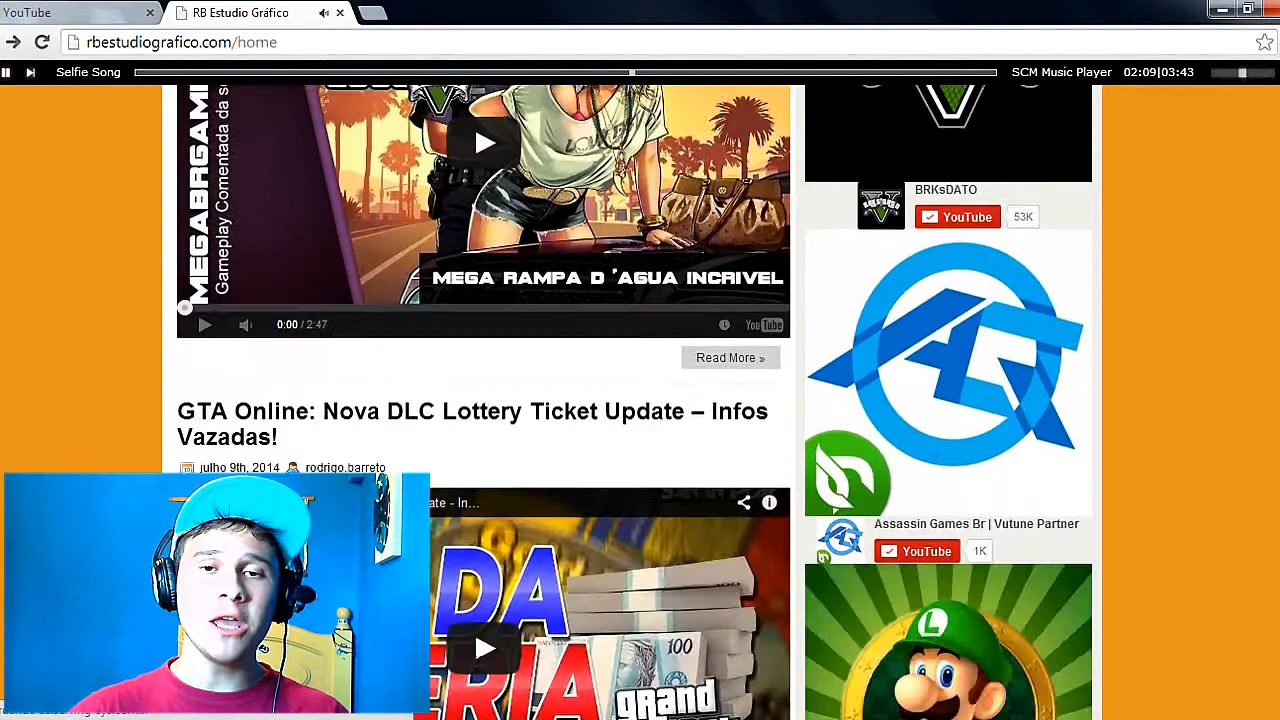 YouTube
RB Estudio Gráfico
rbestudiografico.com/home
Selfie Song
SCM Music Player 02:09|03:43
MEGABRGAM
Gameplay Comentada da s
LOVE
MEGA RAMPA D 'AGUA INCRIVEL
0:00 / 2:47
YouTube
Read More »
GTA Online: Nova DLC Lottery Ticket Update – Infos
Vazadas!
julho 9th, 2014 rodrigo.barreto
ate - In...
DA
ERIA
100
grand
V
BRKsDATO
YouTube 53K
Assassin Games Br | Vutune Partner
YouTube 1K
L